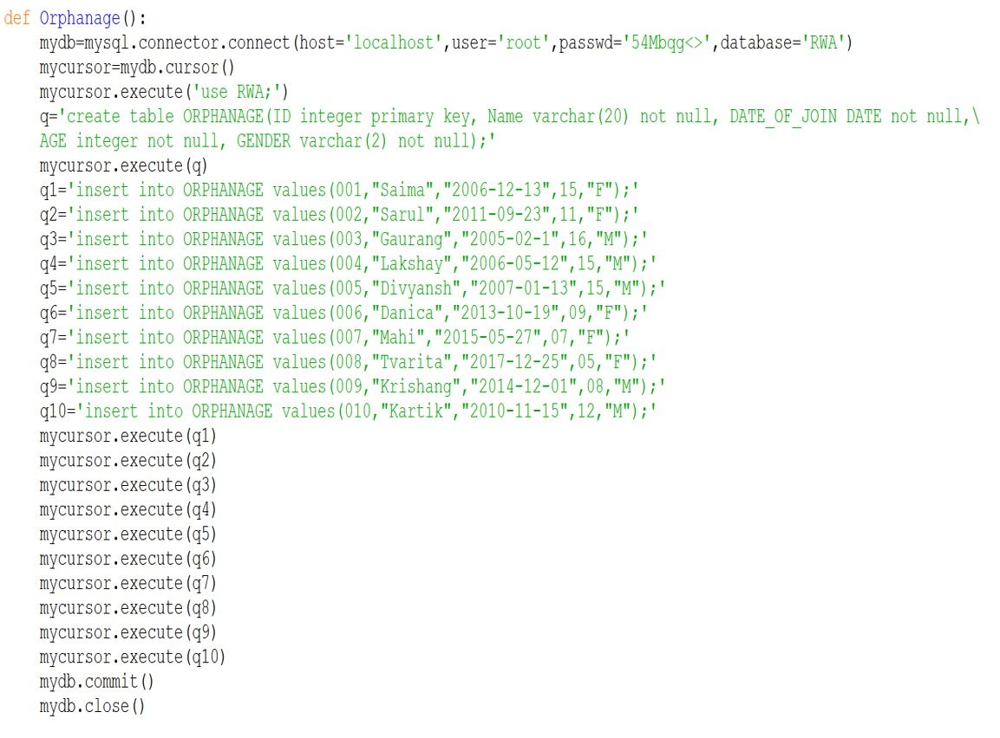 def Orphanage():
    mydb=mysql.connector.connect(host='localhost',user='root',passwd='54Mbqg<>',database='RWA')
    mycursor=mydb.cursor()
    mycursor.execute('use RWA;')
    q='create table ORPHANAGE(ID integer primary key, Name varchar(20) not null, DATE_OF_JOIN DATE not null,\
    AGE integer not null, GENDER varchar(2) not null);'
    mycursor.execute(q)
    q1='insert into ORPHANAGE values(001,"Saima","2006-12-13",15,"F");'
    q2='insert into ORPHANAGE values(002,"Sarul","2011-09-23",11,"F");'
    q3='insert into ORPHANAGE values(003,"Gaurang","2005-02-1",16,"M");'
    q4='insert into ORPHANAGE values(004,"Lakshay","2006-05-12",15,"M");'
    q5='insert into ORPHANAGE values(005,"Divyansh","2007-01-13",15,"M");'
    q6='insert into ORPHANAGE values(006,"Danica","2013-10-19",09,"F");'
    q7='insert into ORPHANAGE values(007,"Mahi","2015-05-27",07,"F");'
    q8='insert into ORPHANAGE values(008,"Tvarita","2017-12-25",05,"F");'
    q9='insert into ORPHANAGE values(009,"Krishang","2014-12-01",08,"M");'
    q10='insert into ORPHANAGE values(010,"Kartik","2010-11-15",12,"M");'
    mycursor.execute(q1)
    mycursor.execute(q2)
    mycursor.execute(q3)
    mycursor.execute(q4)
    mycursor.execute(q5)
    mycursor.execute(q6)
    mycursor.execute(q7)
    mycursor.execute(q8)
    mycursor.execute(q9)
    mycursor.execute(q10)
    mydb.commit()
    mydb.close()